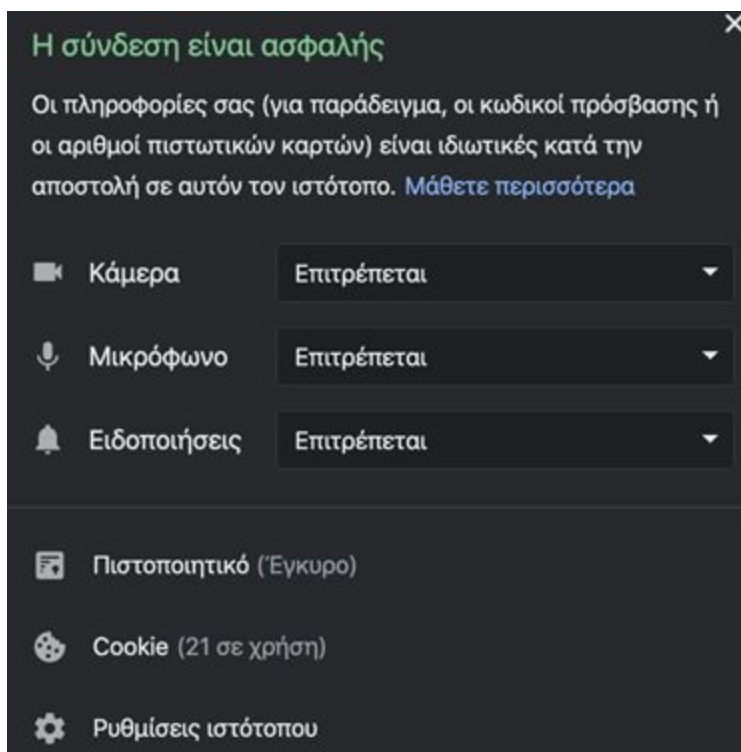 Η σύνδεση είναι ασφαλής
Οι πληροφορίες σας (για παράδειγμα, οι κωδικοί πρόσβασης ή
οι αριθμοί πιστωτικών καρτών) είναι ιδιωτικές κατά την
αποστολή σε αυτόν τον ιστότοπο. Μάθετε περισσότερα
Κάμερα Επιτρέπεται
Μικρόφωνο Επιτρέπεται
Ειδοποιήσεις Επιτρέπεται
Πιστοποιητικό (Έγκυρο)
Cookie (21 σε χρήση)
Ρυθμίσεις ιστότοπου